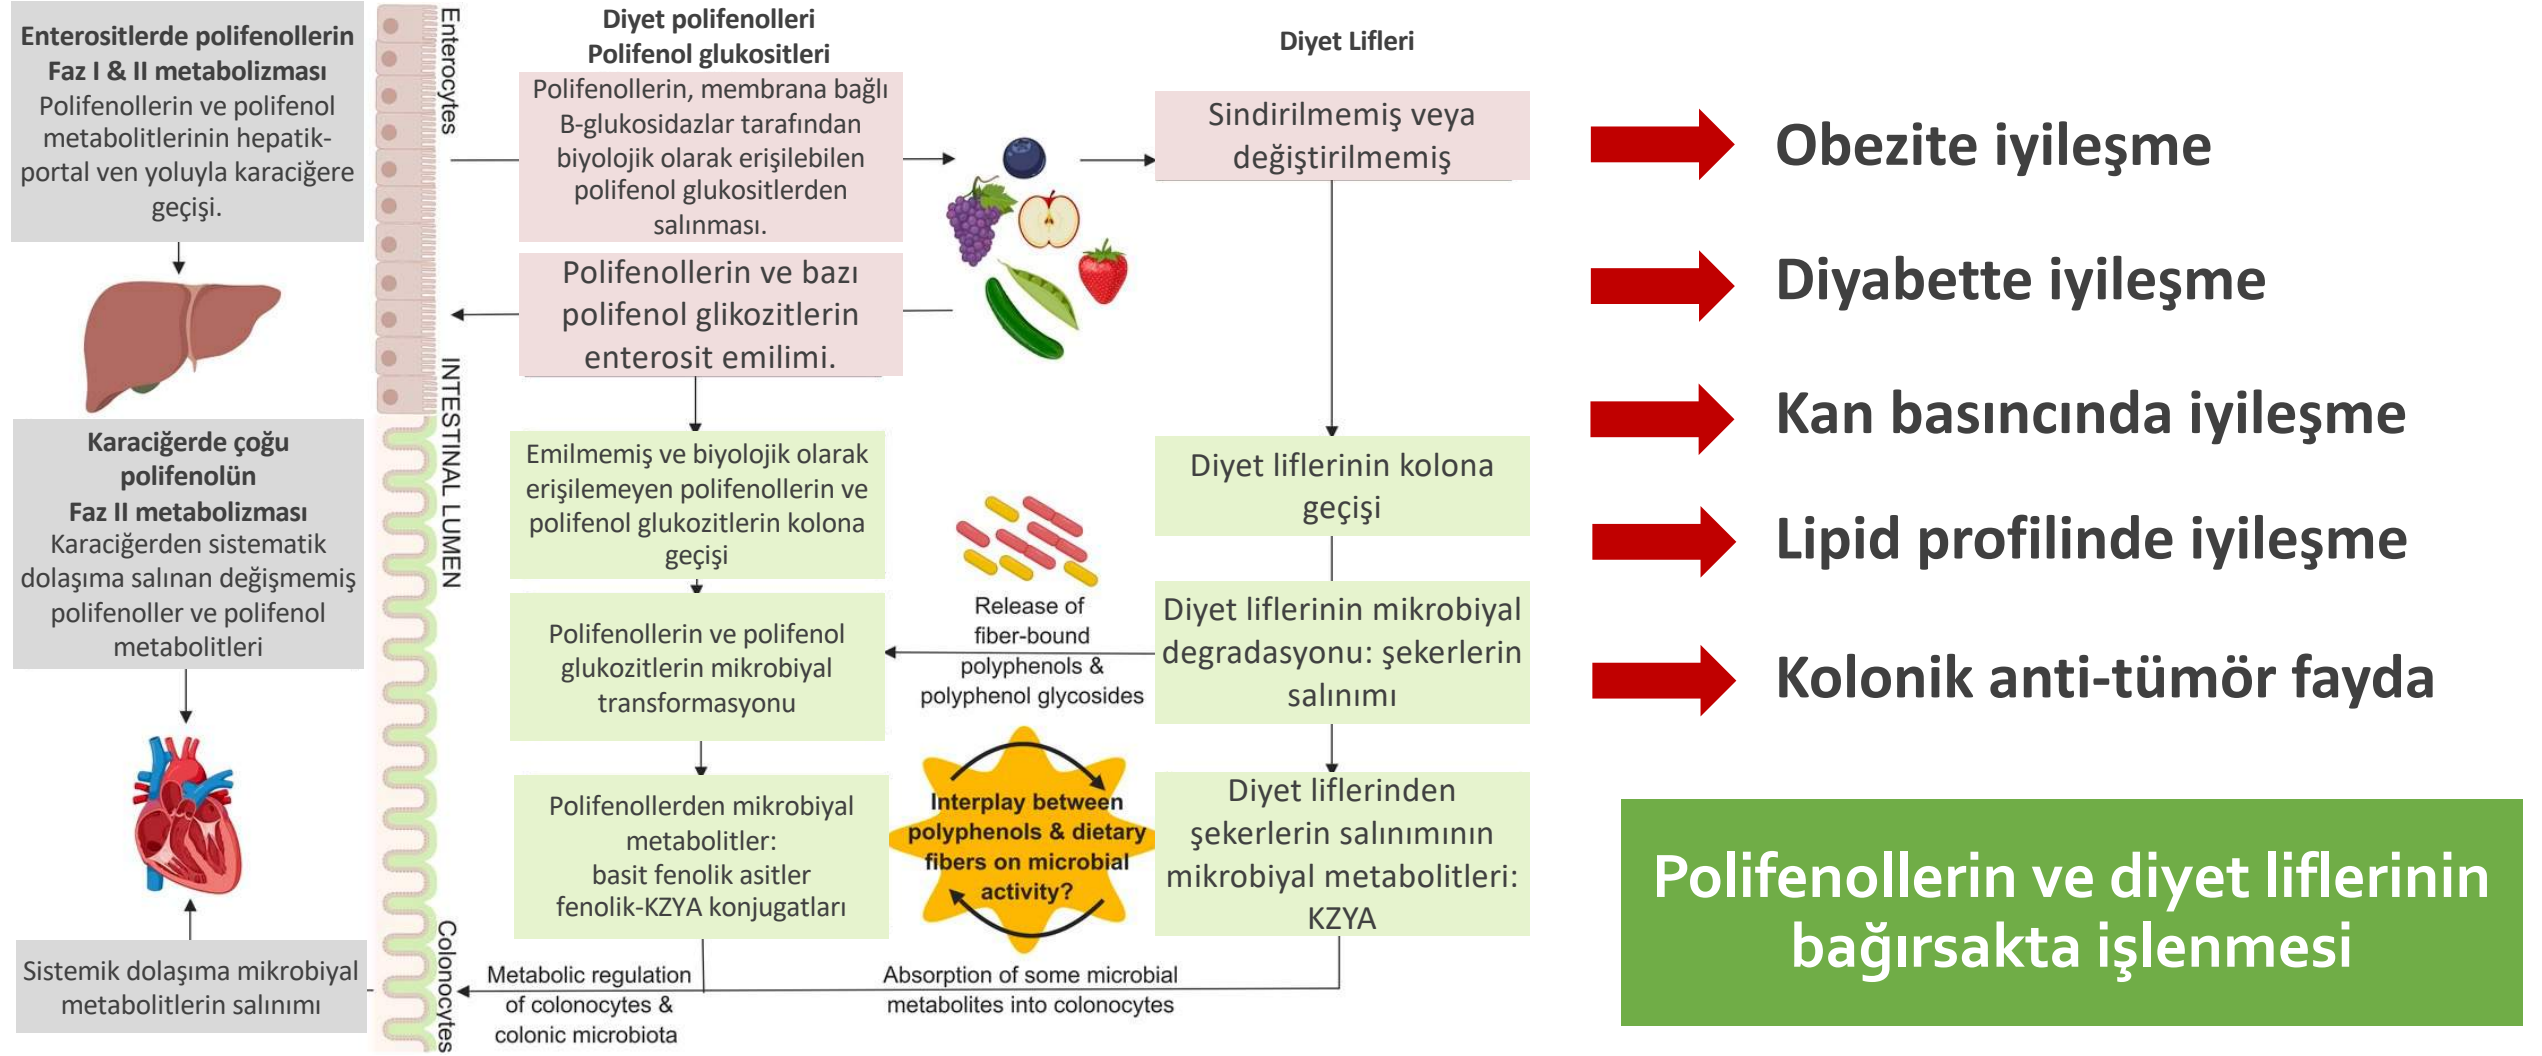 Enterositlerde polifenollerin
Faz I & II metabolizması
Polifenollerin ve polifenol
metabolitlerinin hepatik-
portal ven yoluyla karaciğere
geçişi.
Karaciğerde çoğu
polifenolün
Faz II metabolizması
Karaciğerden sistematik
dolaşıma salınan değişmemiş
polifenoller ve polifenol
metabolitleri
Sistemik dolaşıma mikrobiyal
metabolitlerin salınımı
Enterocytes
INTESTINAL LUMEN
Colonocytes
Diyet polifenolleri
Polifenol glukositleri
Polifenollerin, membrana bağlı
B-glukosidazlar tarafından
biyolojik olarak erişilebilen
polifenol glukositlerden
salınması.
Polifenollerin ve bazı
polifenol glikozitlerin
enterosit emilimi.
Emilmemiş ve biyolojik olarak
erişilemeyen polifenollerin ve
polifenol glukozitlerin kolona
geçişi
Polifenollerin ve polifenol
glukozitlerin mikrobiyal
transformasyonu
Polifenollerden mikrobiyal
metabolitler:
basit fenolik asitler
fenolik-KZYA konjugatları
Metabolic regulation
of colonocytes &
colonic microbiota
Release of
fiber-bound
polyphenols &
polyphenol glycosides
Interplay between
polyphenols & dietary
fibers on microbial
activity?
Absorption of some microbial
metabolites into colonocytes
Diyet Lifleri
Sindirilmemiş veya
değiştirilmemiş
Diyet liflerinin kolona
geçişi
Diyet liflerinin mikrobiyal
degradasyonu: şekerlerin
salınımı
Diyet liflerinden
şekerlerin salınımının
mikrobiyal metabolitleri:
KZYA
Obezite iyileşme
Diyabette iyileşme
Kan basıncında iyileşme
Lipid profilinde iyileşme
Kolonik anti-tümör fayda
Polifenollerin ve diyet liflerinin
bağırsakta işlenmesi